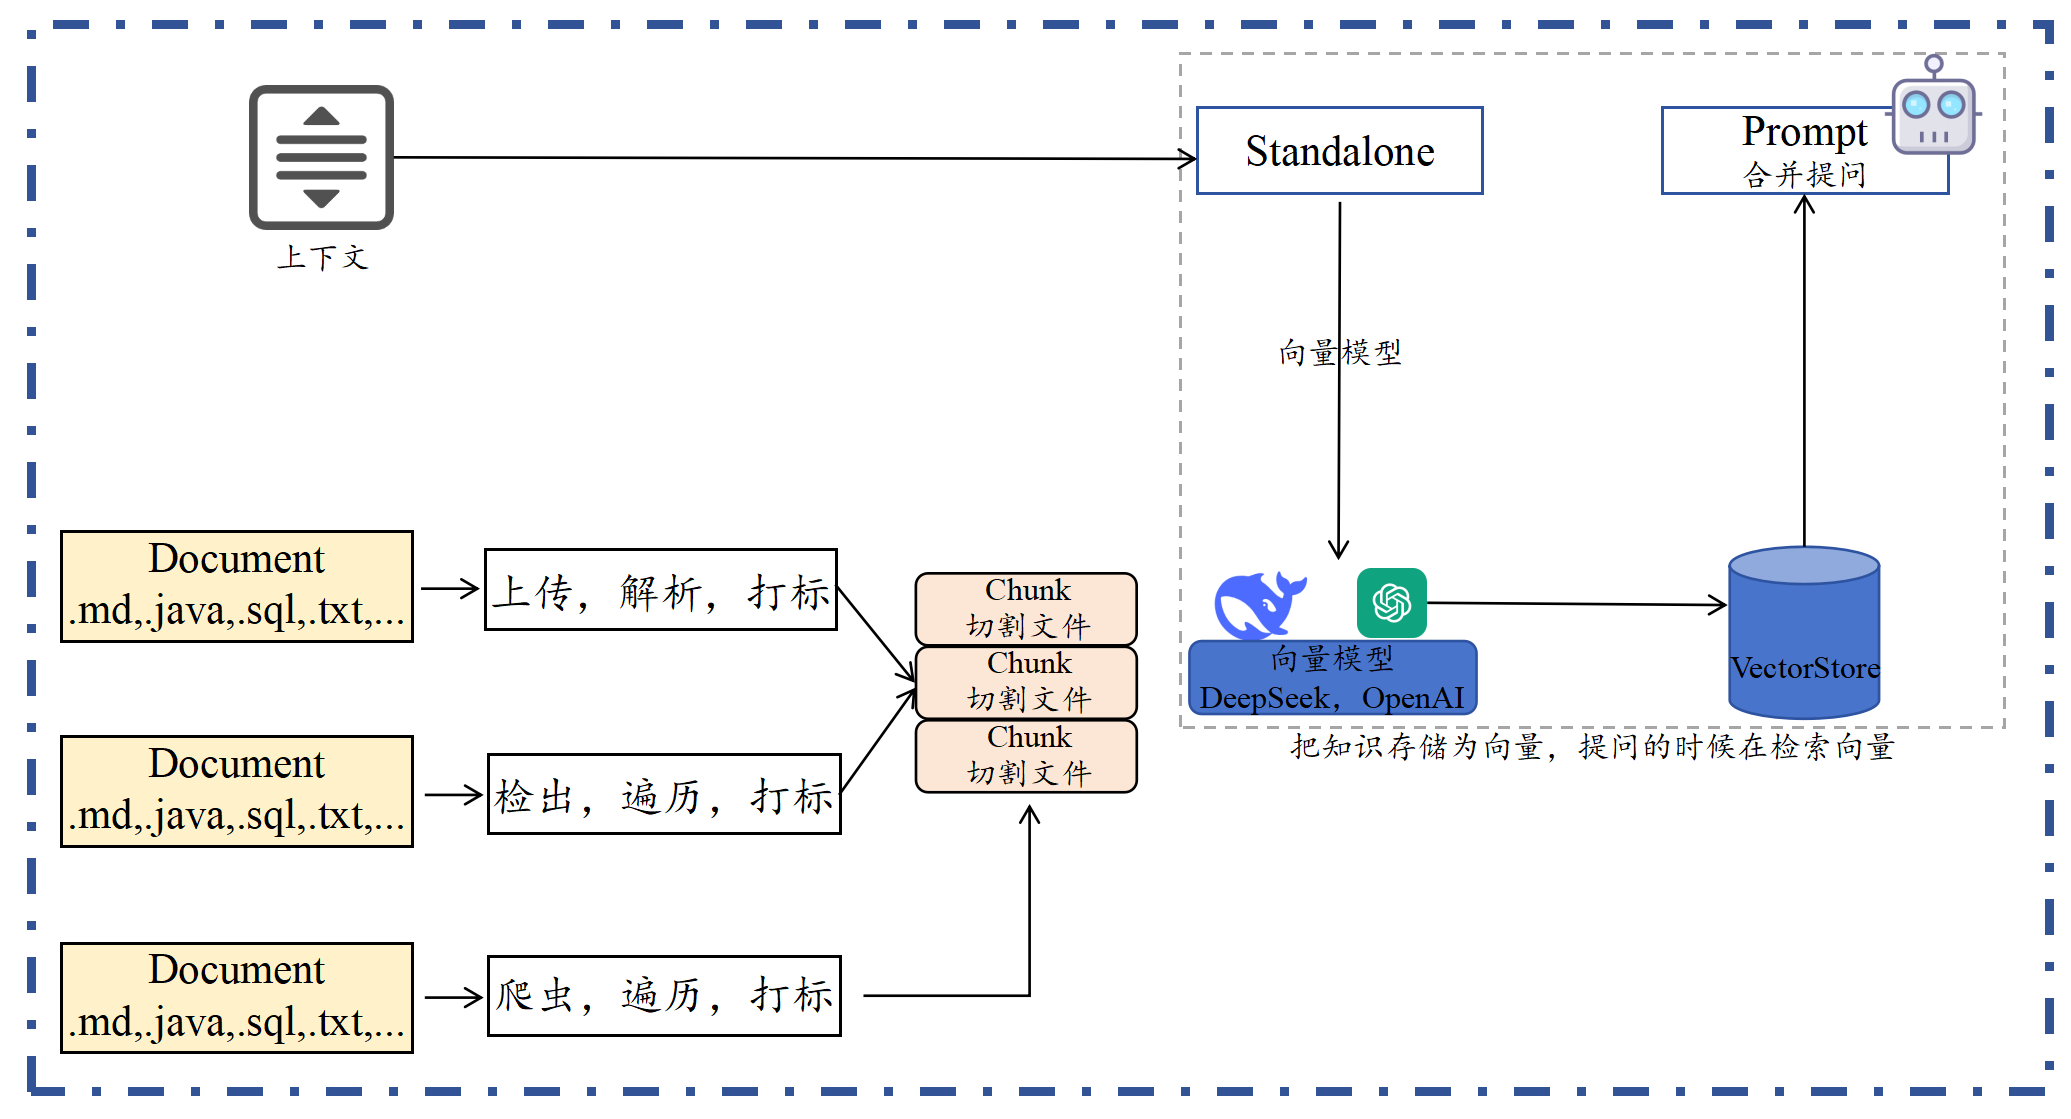 上下文
Standalone
Prompt
合并提问
向量模型
Document
.md,.java,.sql,.txt,...
上传，解析，打标
Chunk
切割文件
Chunk
切割文件
Chunk
切割文件
向量模型
DeepSeek，OpenAI
VectorStore
把知识存储为向量，提问的时候在检索向量
Document
.md,.java,.sql,.txt,...
检出，遍历，打标
Document
.md,.java,.sql,.txt,...
爬虫，遍历，打标